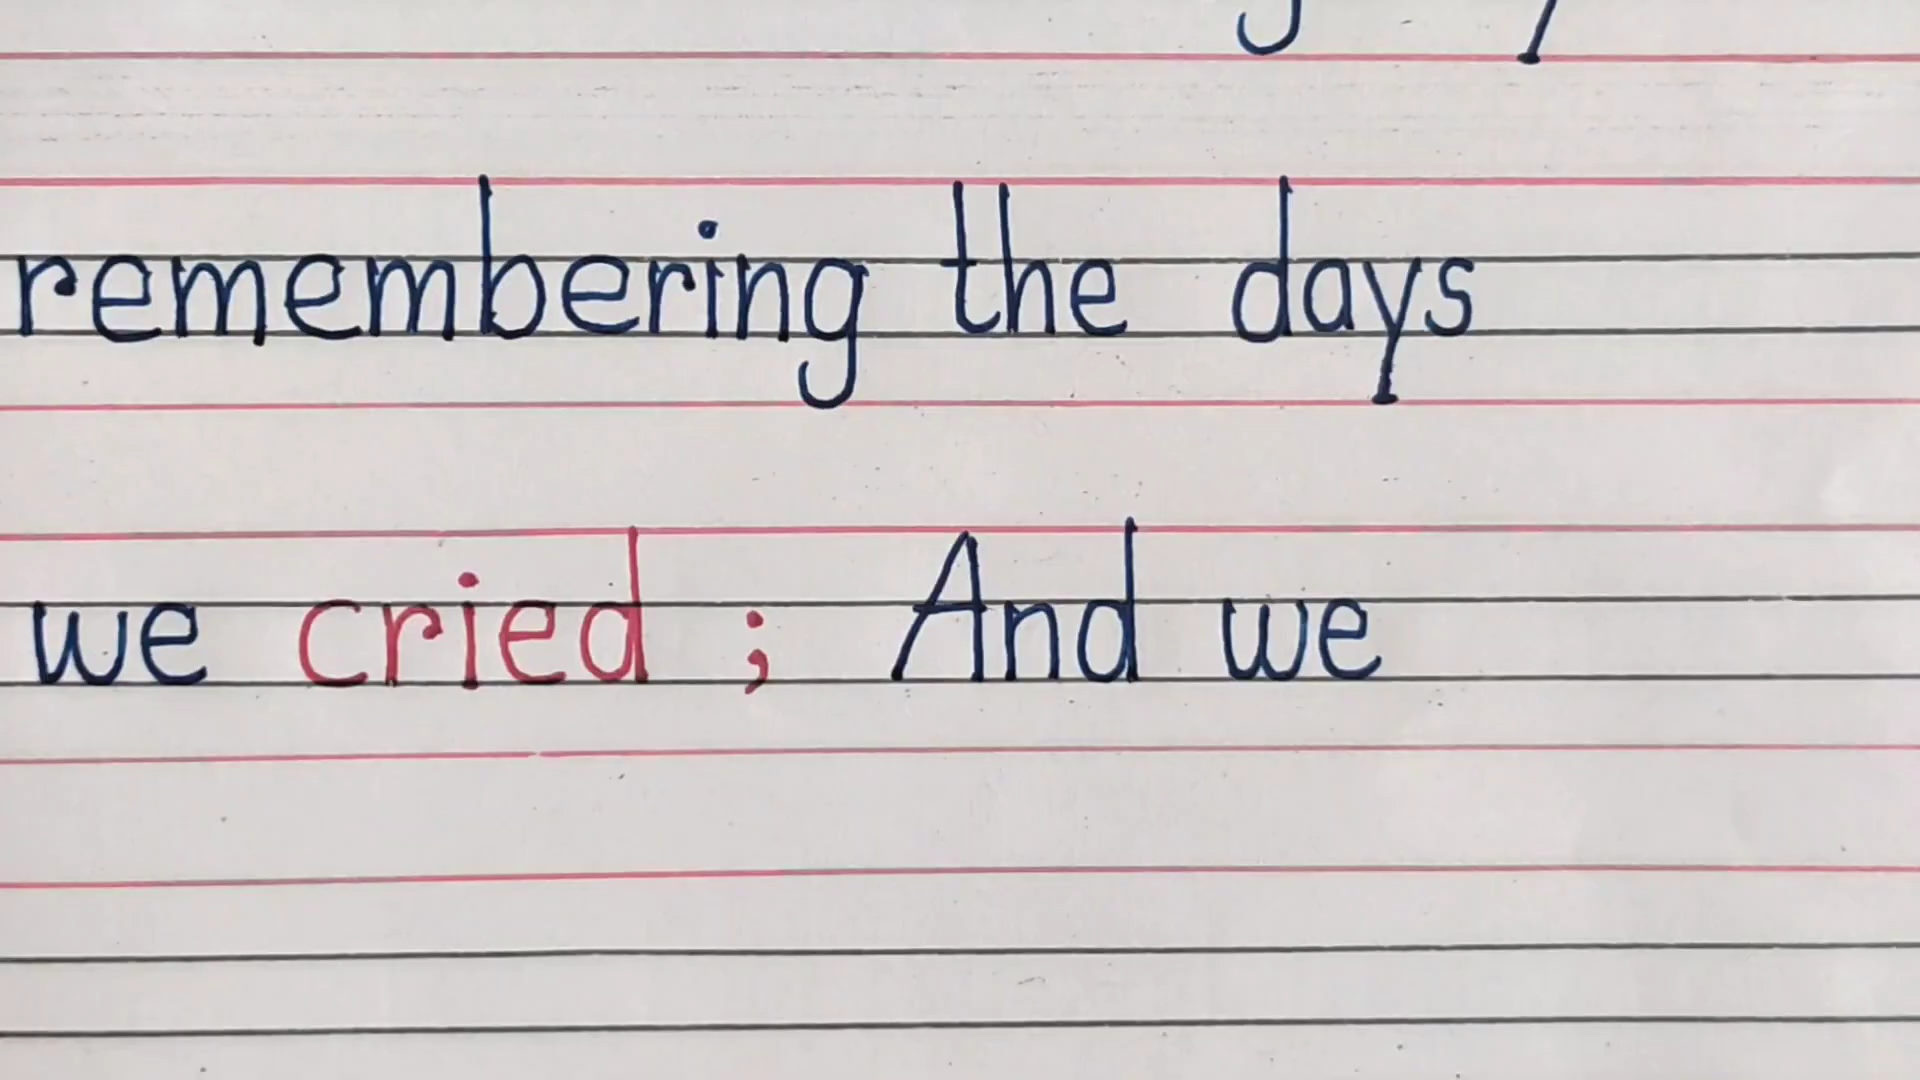 remembering the days
we cried ; And we